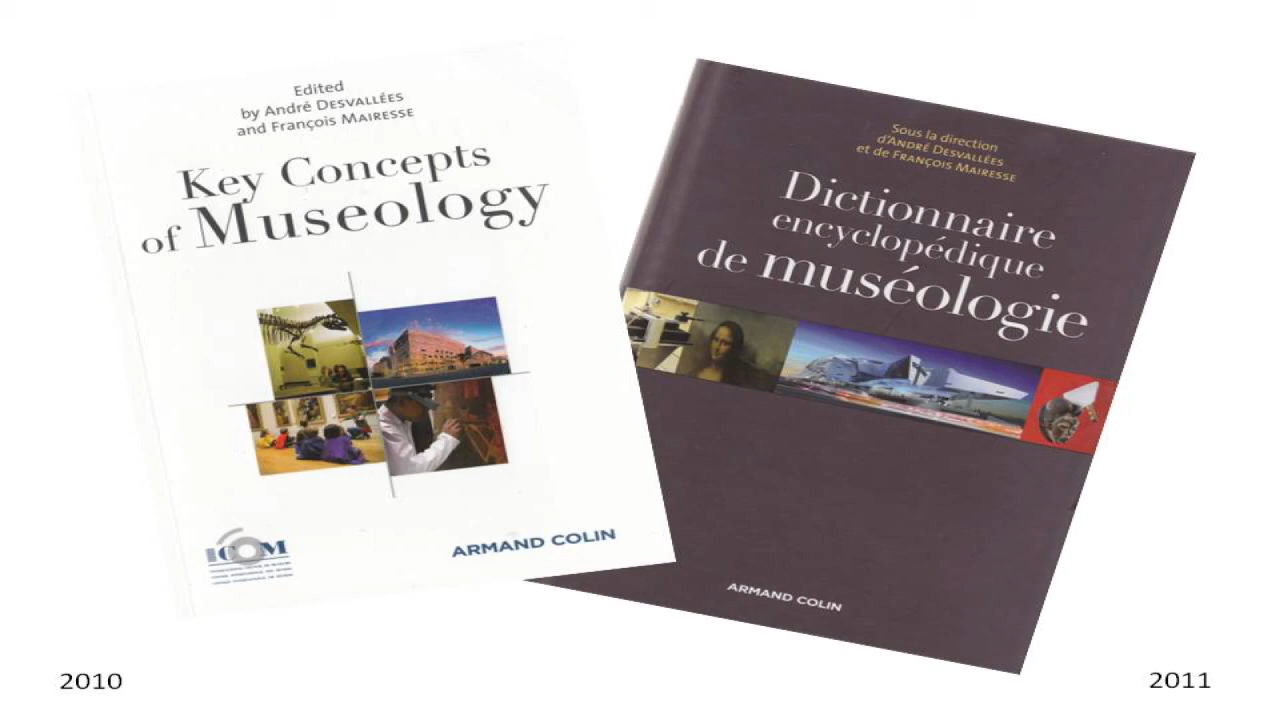 Edited
by André DESVALLÉES
and François MAIRESSE
Key Concepts
of Museology
ICOM
ARMAND COLIN
Sous la direction
d'ANDRÉ DESVALLÉES
et de FRANÇOIS MAIRESSE
Dictionnaire
encyclopédique
de muséologie
ARMAND COLIN
2010
2011